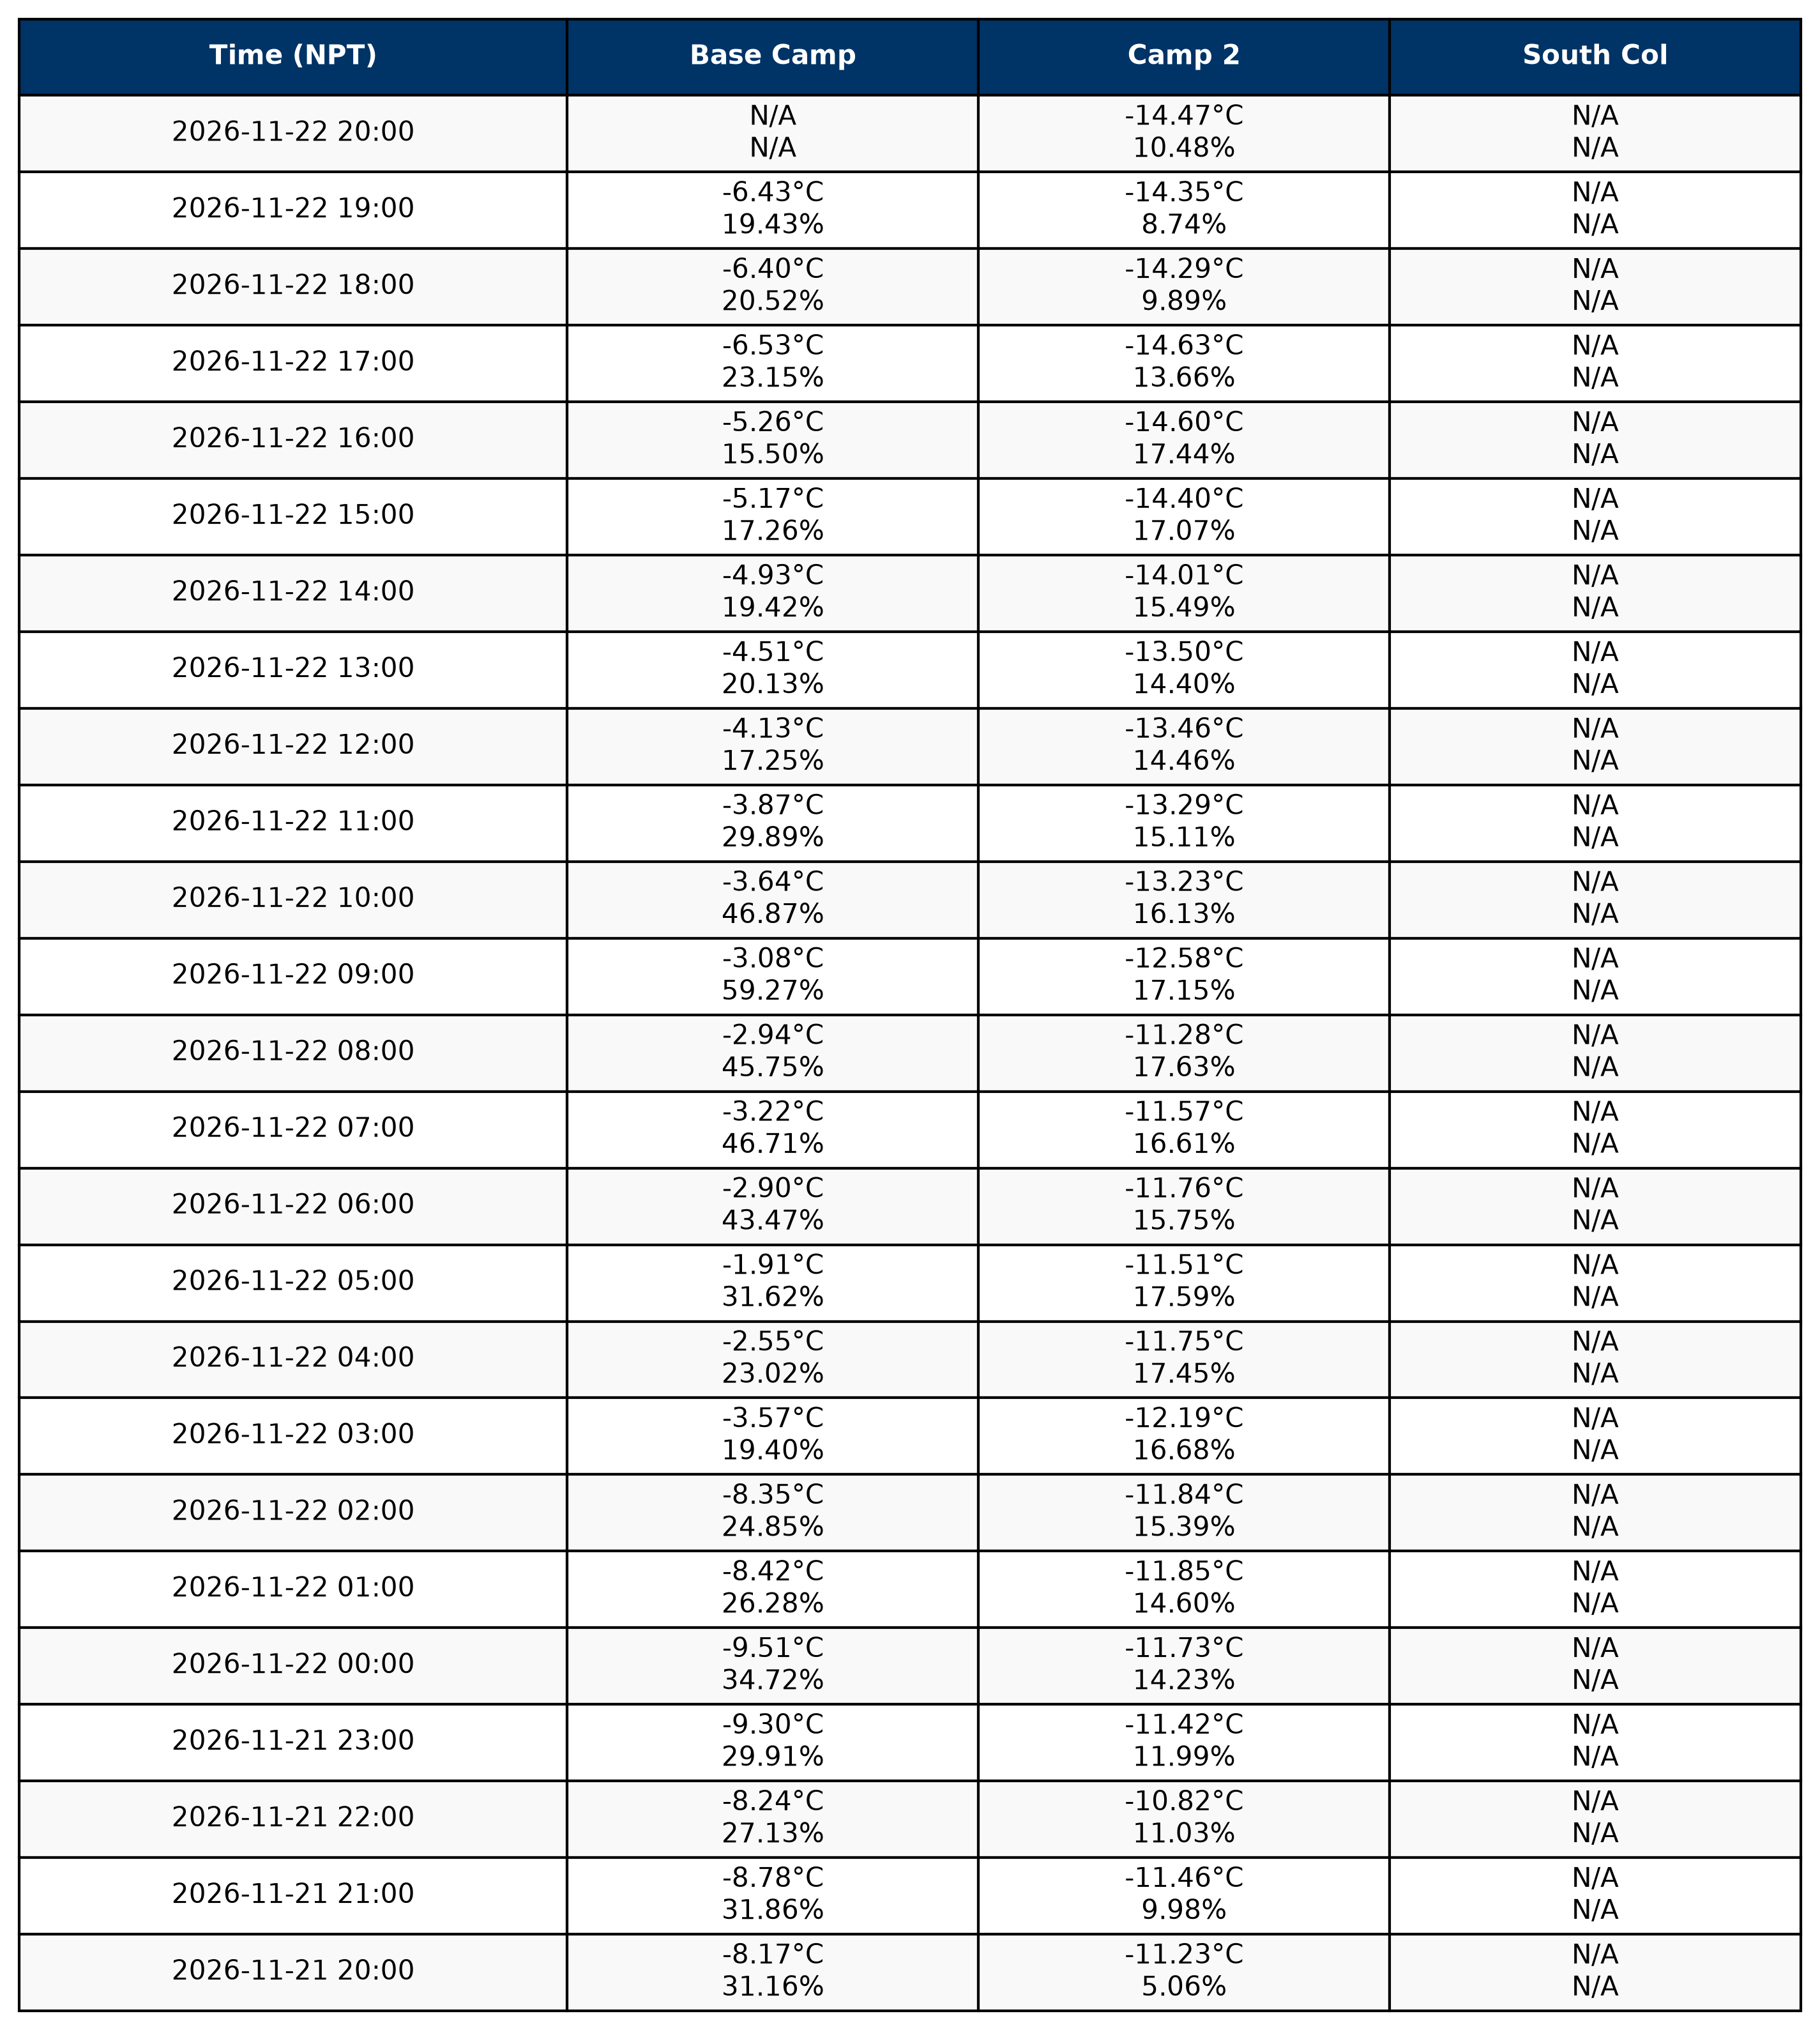 Time (NPT) Base Camp Camp 2 South Col
2026-11-22 20:00 N/A -14.47°C N/A
N/A 10.48% N/A
2026-11-22 19:00 -6.43°C -14.35°C N/A
19.43% 8.74% N/A
2026-11-22 18:00 -6.40°C -14.29°C N/A
20.52% 9.89% N/A
2026-11-22 17:00 -6.53°C -14.63°C N/A
23.15% 13.66% N/A
2026-11-22 16:00 -5.26°C -14.60°C N/A
15.50% 17.44% N/A
2026-11-22 15:00 -5.17°C -14.40°C N/A
17.26% 17.07% N/A
2026-11-22 14:00 -4.93°C -14.01°C N/A
19.42% 15.49% N/A
2026-11-22 13:00 -4.51°C -13.50°C N/A
20.13% 14.40% N/A
2026-11-22 12:00 -4.13°C -13.46°C N/A
17.25% 14.46% N/A
2026-11-22 11:00 -3.87°C -13.29°C N/A
29.89% 15.11% N/A
2026-11-22 10:00 -3.64°C -13.23°C N/A
46.87% 16.13% N/A
2026-11-22 09:00 -3.08°C -12.58°C N/A
59.27% 17.15% N/A
2026-11-22 08:00 -2.94°C -11.28°C N/A
45.75% 17.63% N/A
2026-11-22 07:00 -3.22°C -11.57°C N/A
46.71% 16.61% N/A
2026-11-22 06:00 -2.90°C -11.76°C N/A
43.47% 15.75% N/A
2026-11-22 05:00 -1.91°C -11.51°C N/A
31.62% 17.59% N/A
2026-11-22 04:00 -2.55°C -11.75°C N/A
23.02% 17.45% N/A
2026-11-22 03:00 -3.57°C -12.19°C N/A
19.40% 16.68% N/A
2026-11-22 02:00 -8.35°C -11.84°C N/A
24.85% 15.39% N/A
2026-11-22 01:00 -8.42°C -11.85°C N/A
26.28% 14.60% N/A
2026-11-22 00:00 -9.51°C -11.73°C N/A
34.72% 14.23% N/A
2026-11-21 23:00 -9.30°C -11.42°C N/A
29.91% 11.99% N/A
2026-11-21 22:00 -8.24°C -10.82°C N/A
27.13% 11.03% N/A
2026-11-21 21:00 -8.78°C -11.46°C N/A
31.86% 9.98% N/A
2026-11-21 20:00 -8.17°C -11.23°C N/A
31.16% 5.06% N/A